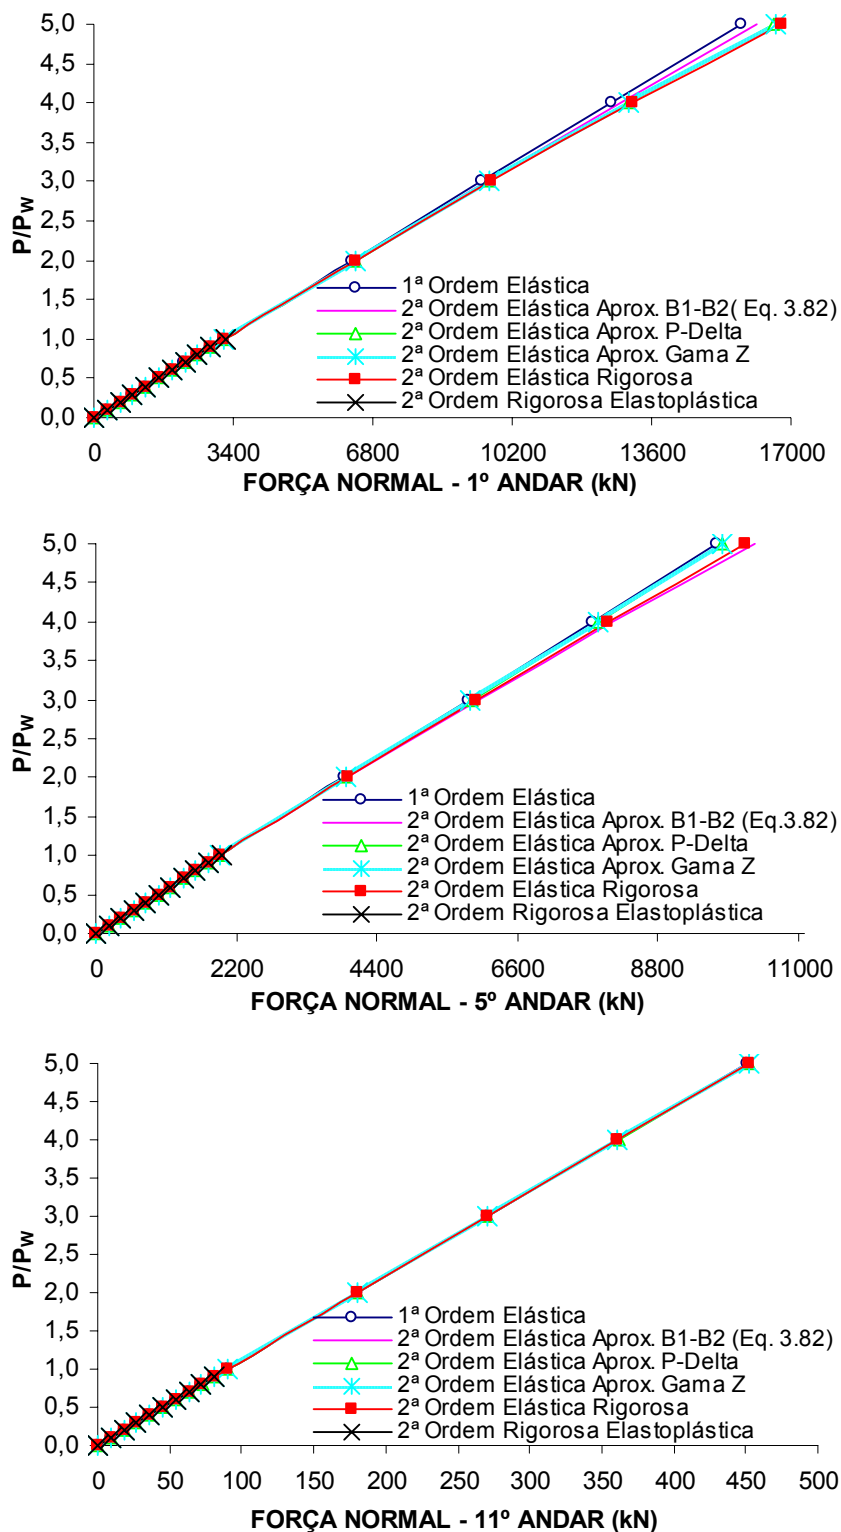 5,0
4,5
4,0
3,5
3,0
2,5
2,0
1,5
1,0
0,5
0,0
P/Pw
1ª Ordem Elástica
2ª Ordem Elástica Aprox. B1-B2( Eq. 3.82)
2ª Ordem Elástica Aprox. P-Delta
2ª Ordem Elástica Aprox. Gama Z
2ª Ordem Elástica Rigorosa
2ª Ordem Rigorosa Elastoplástica
0 3400 6800 10200 13600 17000
FORÇA NORMAL - 1º ANDAR (kN)
5,0
4,5
4,0
3,5
3,0
2,5
2,0
1,5
1,0
0,5
0,0
P/Pw
1ª Ordem Elástica
2ª Ordem Elástica Aprox. B1-B2 (Eq.3.82)
2ª Ordem Elástica Aprox. P-Delta
2ª Ordem Elástica Aprox. Gama Z
2ª Ordem Elástica Rigorosa
2ª Ordem Rigorosa Elastoplástica
0 2200 4400 6600 8800 11000
FORÇA NORMAL - 5º ANDAR (kN)
5,0
4,5
4,0
3,5
3,0
2,5
2,0
1,5
1,0
0,5
0,0
P/Pw
1ª Ordem Elástica
2ª Ordem Elástica Aprox. B1-B2 (Eq. 3.82)
2ª Ordem Elástica Aprox. P-Delta
2ª Ordem Elástica Aprox. Gama Z
2ª Ordem Elástica Rigorosa
2ª Ordem Rigorosa Elastoplástica
0 50 100 150 200 250 300 350 400 450 500
FORÇA NORMAL - 11º ANDAR (kN)